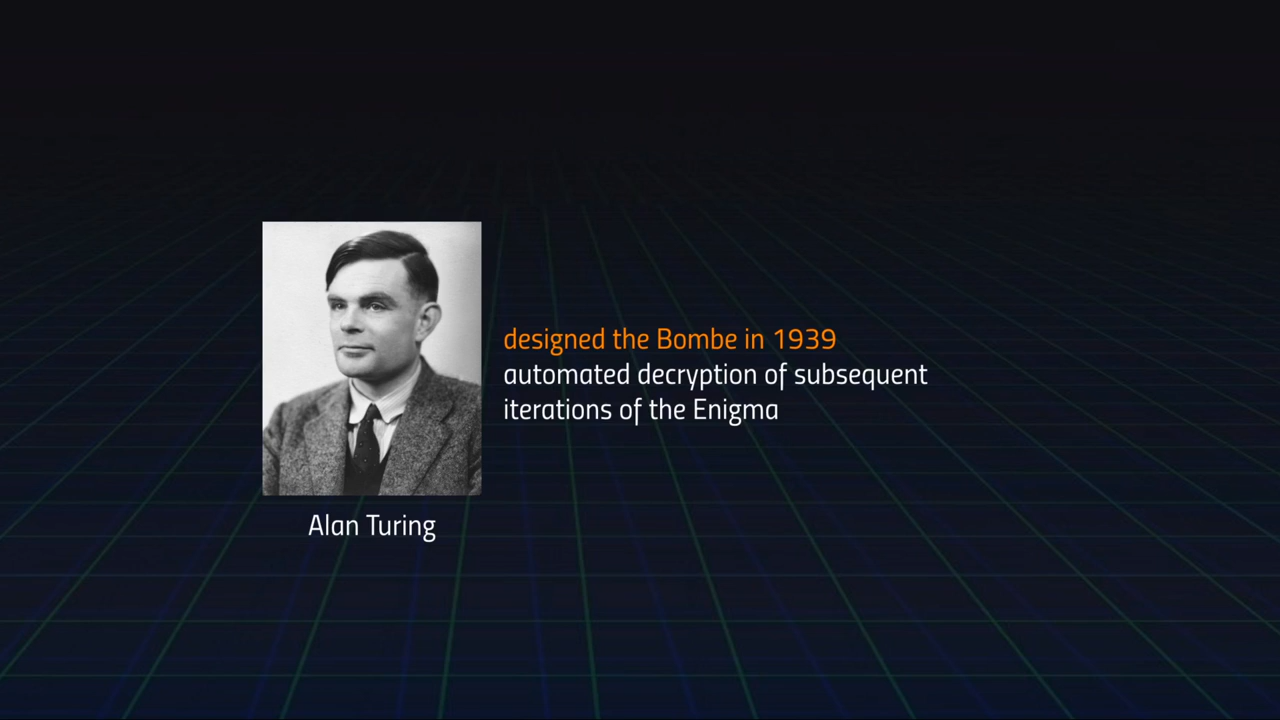 designed the Bombe in 1939
automated decryption of subsequent
iterations of the Enigma
Alan Turing